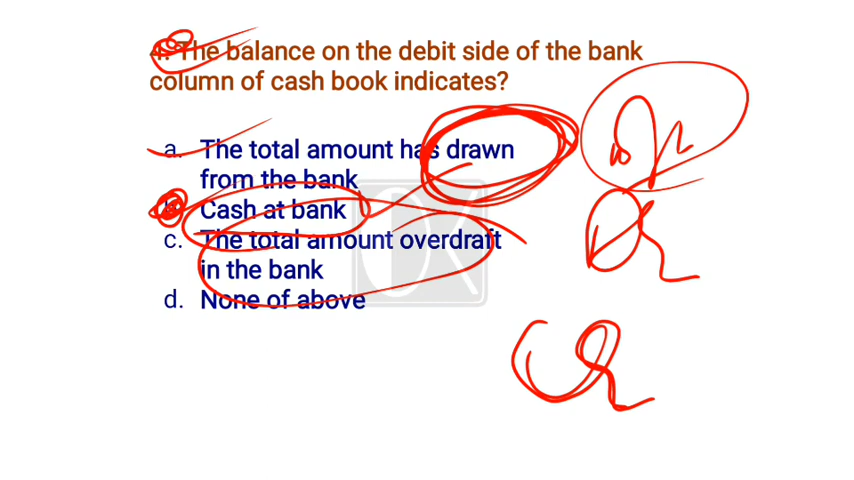 4. The balance on the debit side of the bank
column of cash book indicates?
a. The total amount has drawn
from the bank
b. Cash at bank
c. The total amount overdraft
in the bank
d. None of above